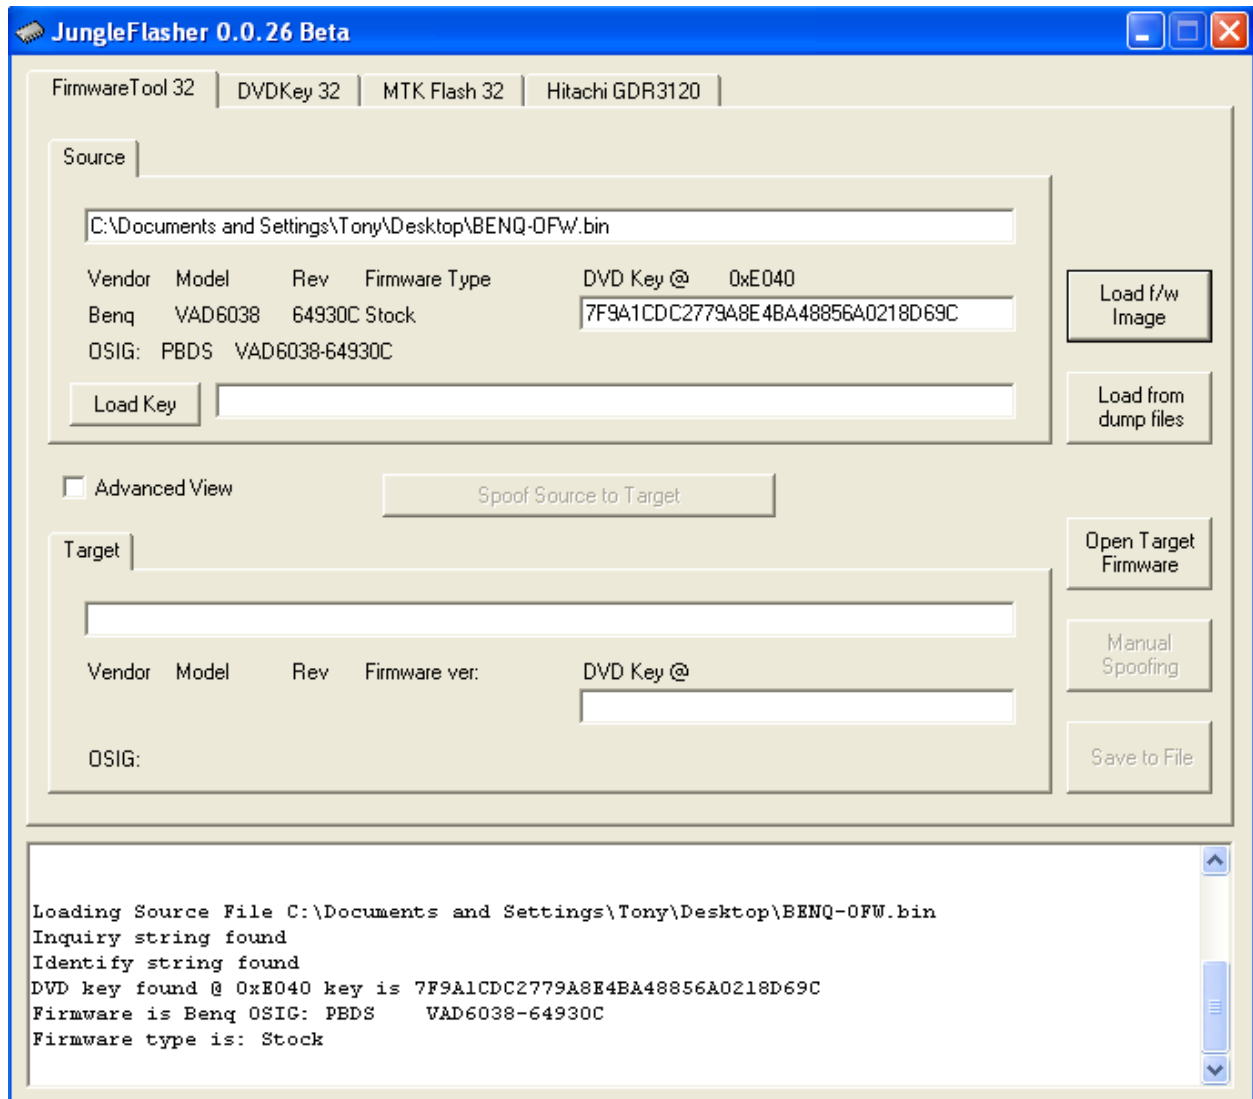 JungleFlasher 0.0.26 Beta
FirmwareTool 32 DVDKey 32 MTK Flash 32 Hitachi GDR3120
Source
C:\Documents and Settings\Tony\Desktop\BENQ-OFW.bin
Vendor Model Rev Firmware Type DVD Key @ 0xE040
Benq VAD6038 64930C Stock 7F9A1CDC2779A8E4BA48856A0218D69C
OSIG: PBDS VAD6038-64930C
Load Key
Load f/w
Image
Load from
dump files
Advanced View Spoof Source to Target
Target
Vendor Model Rev Firmware ver: DVD Key @
OSIG:
Open Target
Firmware
Manual
Spoofing
Save to File
Loading Source File C:\Documents and Settings\Tony\Desktop\BENQ-OFW.bin
Inquiry string found
Identify string found
DVD key found @ 0xE040 key is 7F9A1CDC2779A8E4BA48856A0218D69C
Firmware is Benq OSIG: PBDS VAD6038-64930C
Firmware type is: Stock